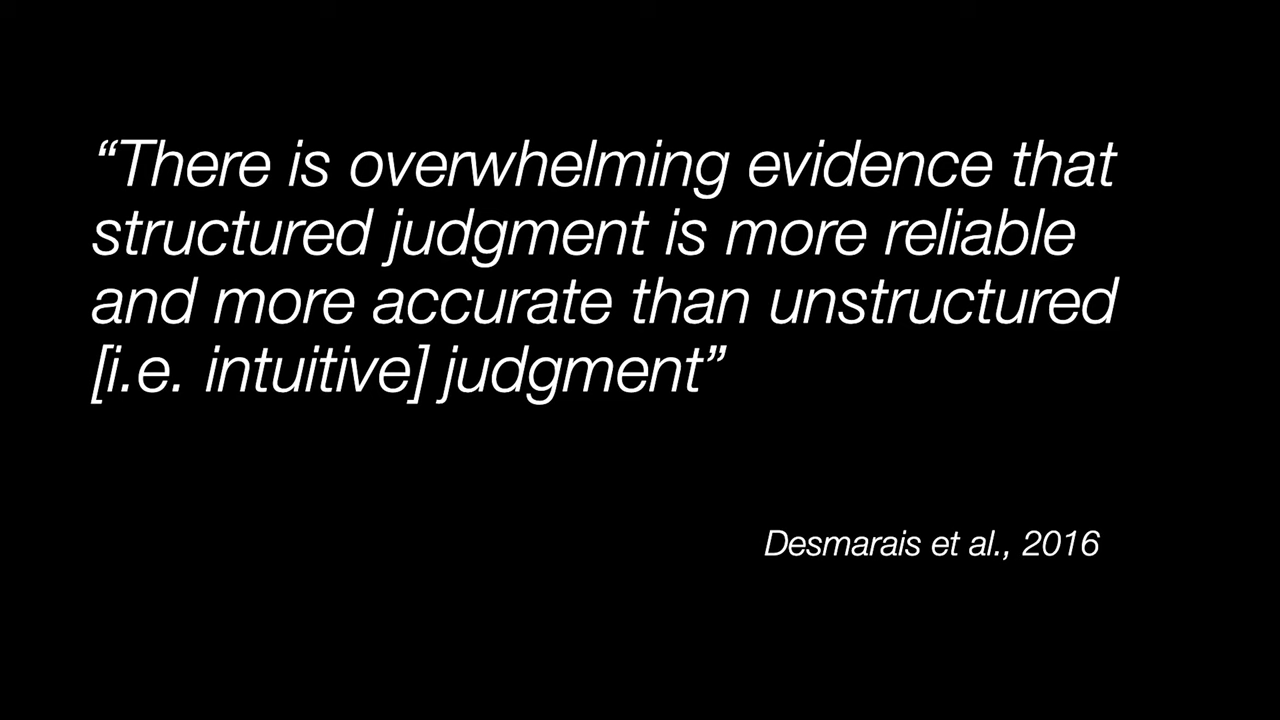 “There is overwhelming evidence that
structured judgment is more reliable
and more accurate than unstructured
[i.e. intuitive] judgment”
Desmarais et al., 2016